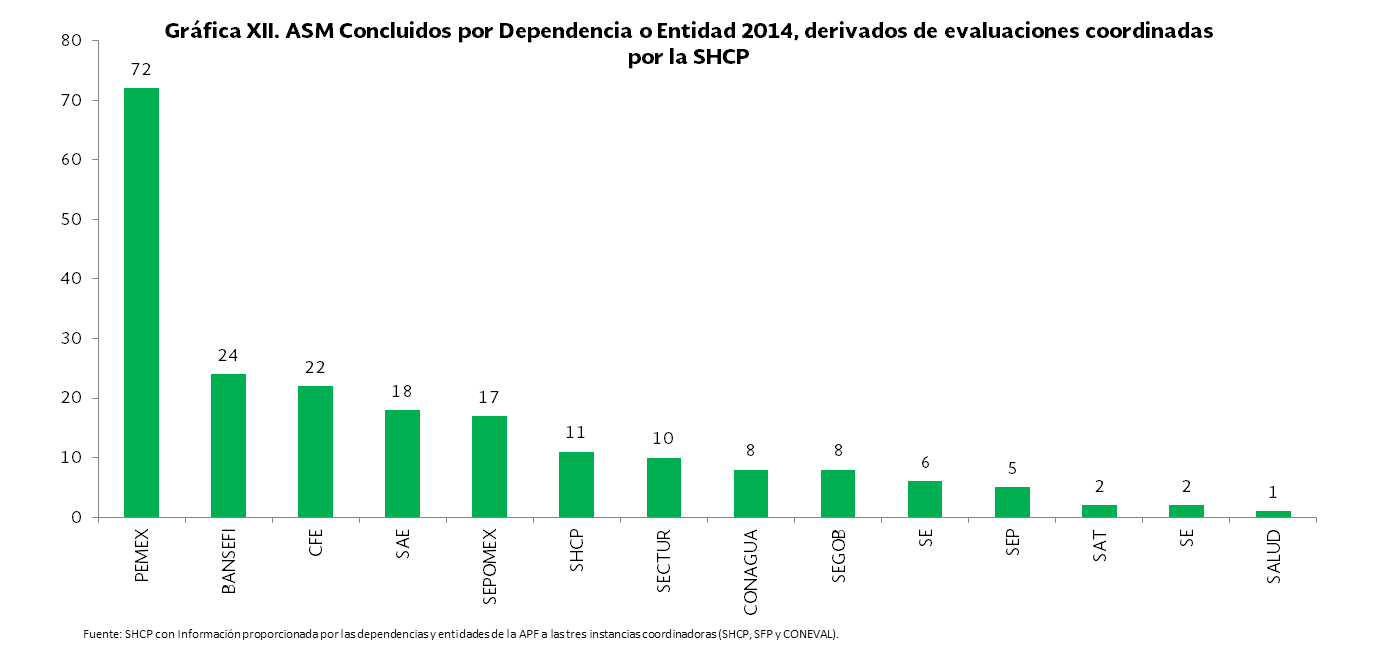 Gráfica XII. ASM Concluidos por Dependencia o Entidad 2014, derivados de evaluaciones coordinadas
por la SHCP
80
70
60
50
40
30
20
10
0
72
24
22
18
17
11
10
8
8
6
5
2
2
1
PEMEX
BANSEFI
CFE
SAE
SEPOMEX
SHCP
SECTUR
CONAGUA
SEGOB
SE
SEP
SAT
SE
SALUD
Fuente: SHCP con Información proporcionada por las dependencias y entidades de la APF a las tres instancias coordinadoras (SHCP, SFP y CONEVAL).